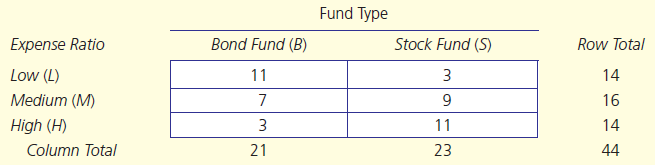 Fund Type
Expense Ratio Bond Fund (B) Stock Fund (S) Row Total
Low (L) 11 3 14
Medium (M) 7 9 16
High (H) 3 11 14
Column Total 21 23 44